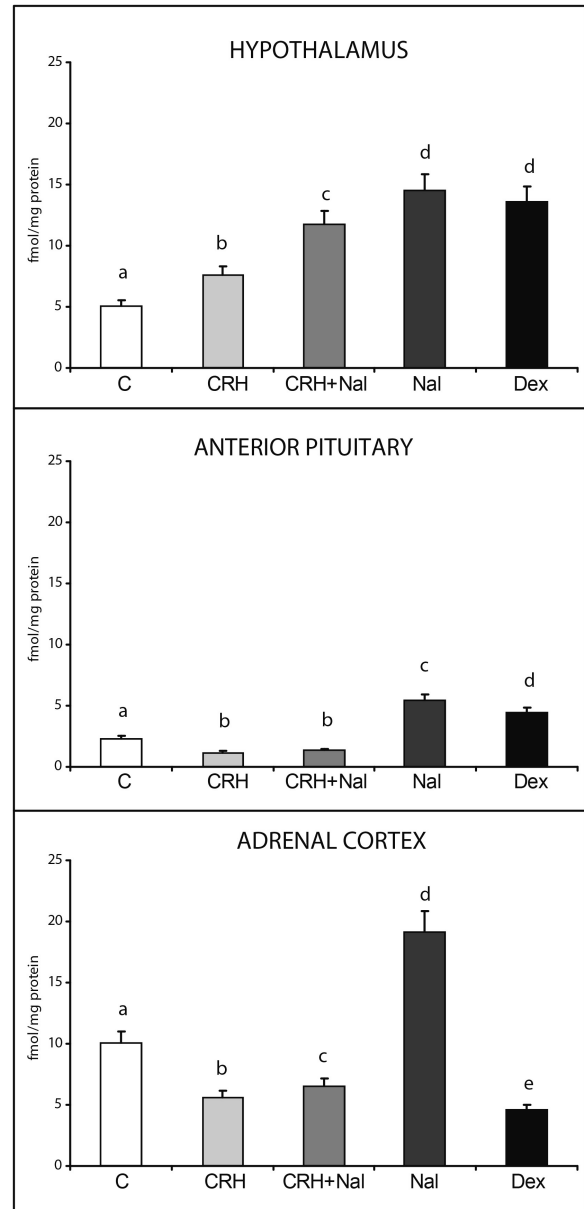 HYPOTHALAMUS
25
20
15
10
5
0
fmol/mg protein
a
b
c
d
d
C CRH CRH+Nal Nal Dex
ANTERIOR PITUITARY
25
20
15
10
5
0
fmol/mg protein
a
b
b
c
d
C CRH CRH+Nal Nal Dex
ADRENAL CORTEX
25
20
15
10
5
0
fmol/mg protein
a
b
c
d
e
C CRH CRH+Nal Nal Dex